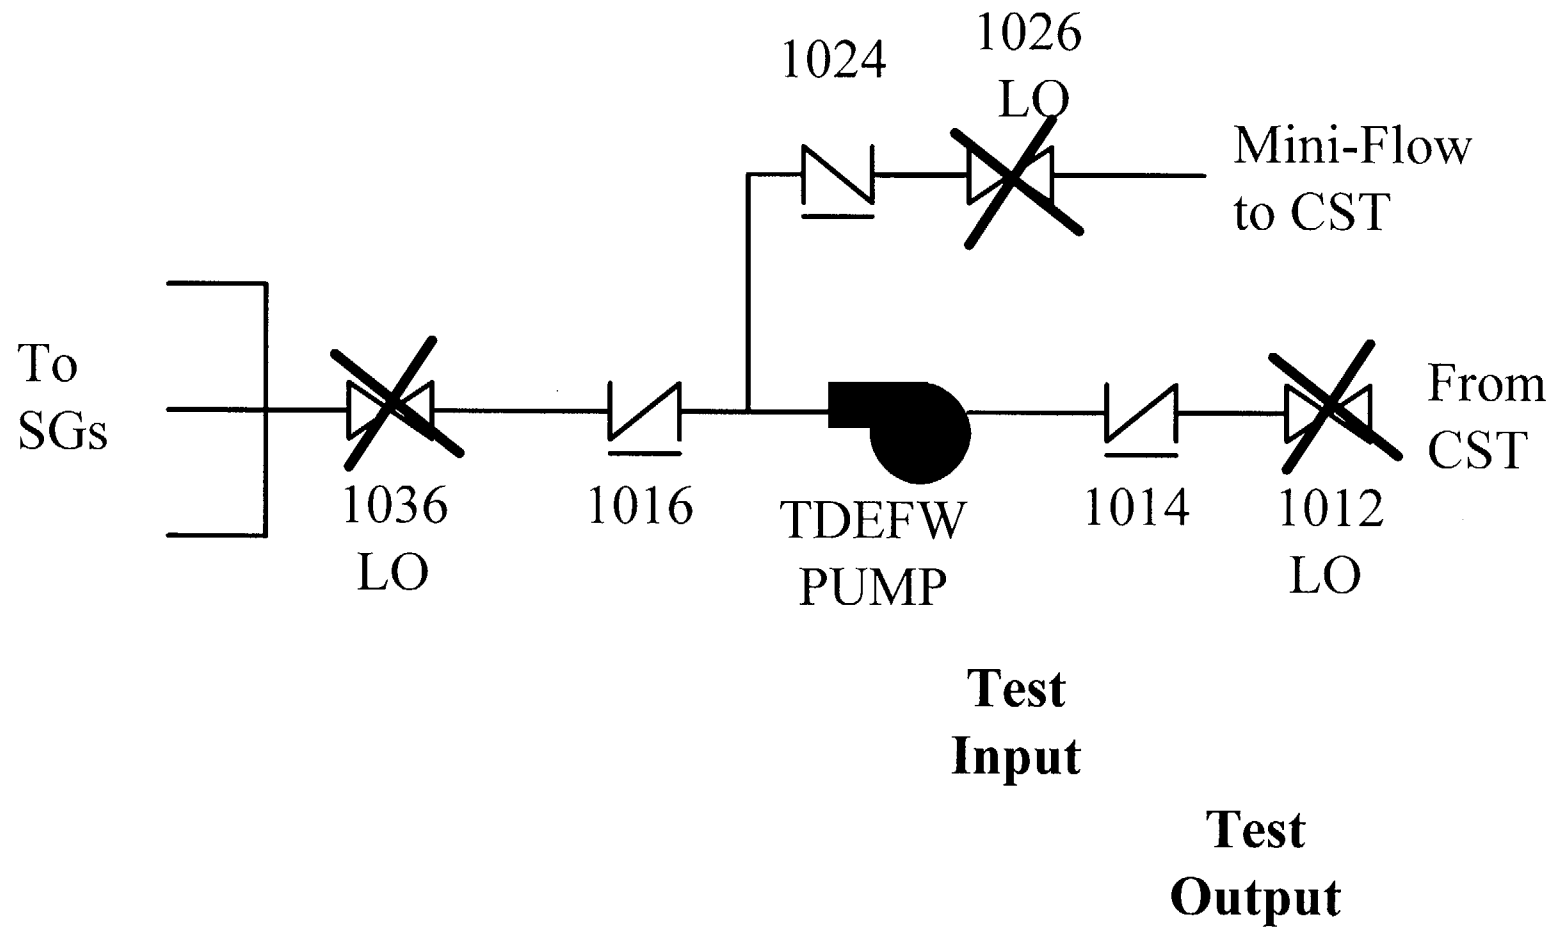 1024
1026
LO
Mini-Flow
to CST
To
SGs
1036
LO
1016
TDEFW
PUMP
1014
1012
LO
From
CST
Test
Input
Test
Output